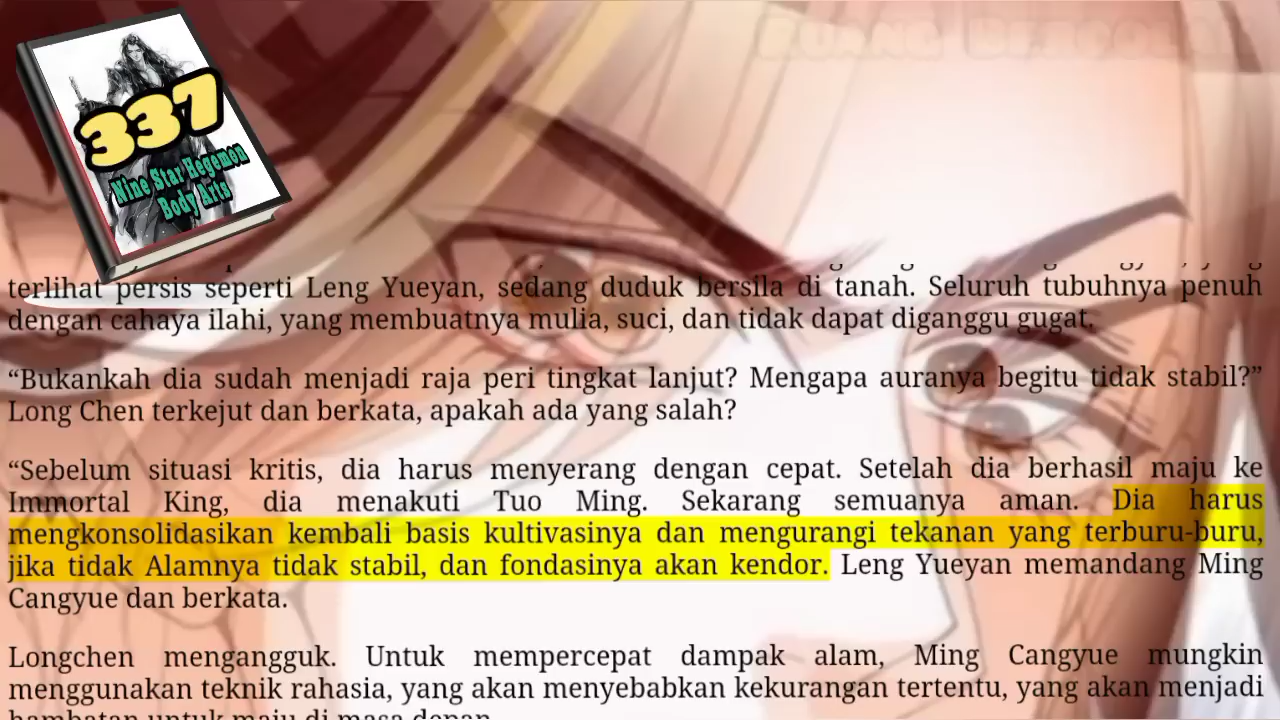 337
Nine Star Hegemon
Body Arts
terlihat persis seperti Leng Yueyan, sedang duduk bersila di tanah. Seluruh tubuhnya penuh
dengan cahaya ilahi, yang membuatnya mulia, suci, dan tidak dapat diganggu gugat.
“Bukankah dia sudah menjadi raja peri tingkat lanjut? Mengapa auranya begitu tidak stabil?”
Long Chen terkejut dan berkata, apakah ada yang salah?
“Sebelum situasi kritis, dia harus menyerang dengan cepat. Setelah dia berhasil maju ke
Immortal King, dia menakuti Tuo Ming. Sekarang semuanya aman. Dia harus
mengkonsolidasikan kembali basis kultivasinya dan mengurangi tekanan yang terburu-buru,
jika tidak Alamnya tidak stabil, dan fondasinya akan kendor. Leng Yueyan memandang Ming
Cangyue dan berkata.
Longchen mengangguk. Untuk mempercepat dampak alam, Ming Cangyue mungkin
menggunakan teknik rahasia, yang akan menyebabkan kekurangan tertentu, yang akan menjadi
hambatan untuk maju di masa depan.